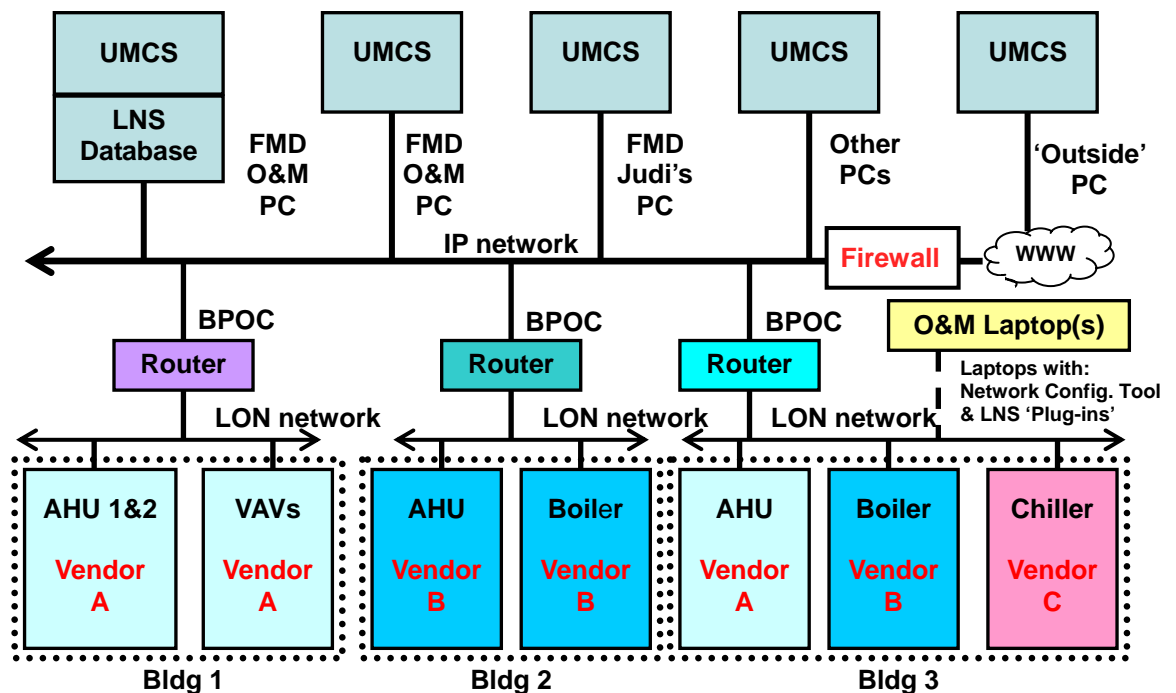 UMCS
LNS
Database
UMCS
UMCS
UMCS
UMCS
FMD
O&M
PC
FMD
O&M
PC
FMD
Judi's
PC
Other
PCs
'Outside'
PC
IP network
Firewall
WWW
BPOC
BPOC
BPOC
Router
Router
Router
O&M Laptop(s)
Laptops with:
Network Config. Tool
& LNS 'Plug-ins'
LON network
LON network
LON network
AHU 1&2
Vendor
A
VAVs
Vendor
A
AHU
Vendor
B
Boiler
Vendor
B
AHU
Vendor
A
Boiler
Vendor
B
Chiller
Vendor
C
Bldg 1
Bldg 2
Bldg 3